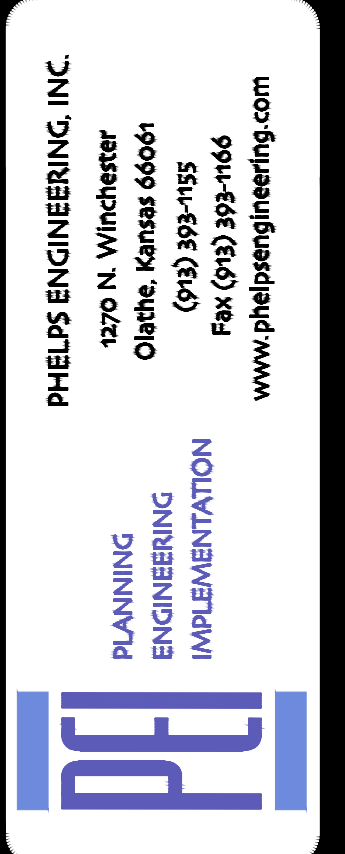 PEI
PLANNING
ENGINEERING
IMPLEMENTATION
PHELPS ENGINEERING, INC.
1270 N. Winchester
Olathe, Kansas 66061
(913) 393-1155
Fax (913) 393-1166
www.phelpsengineering.com